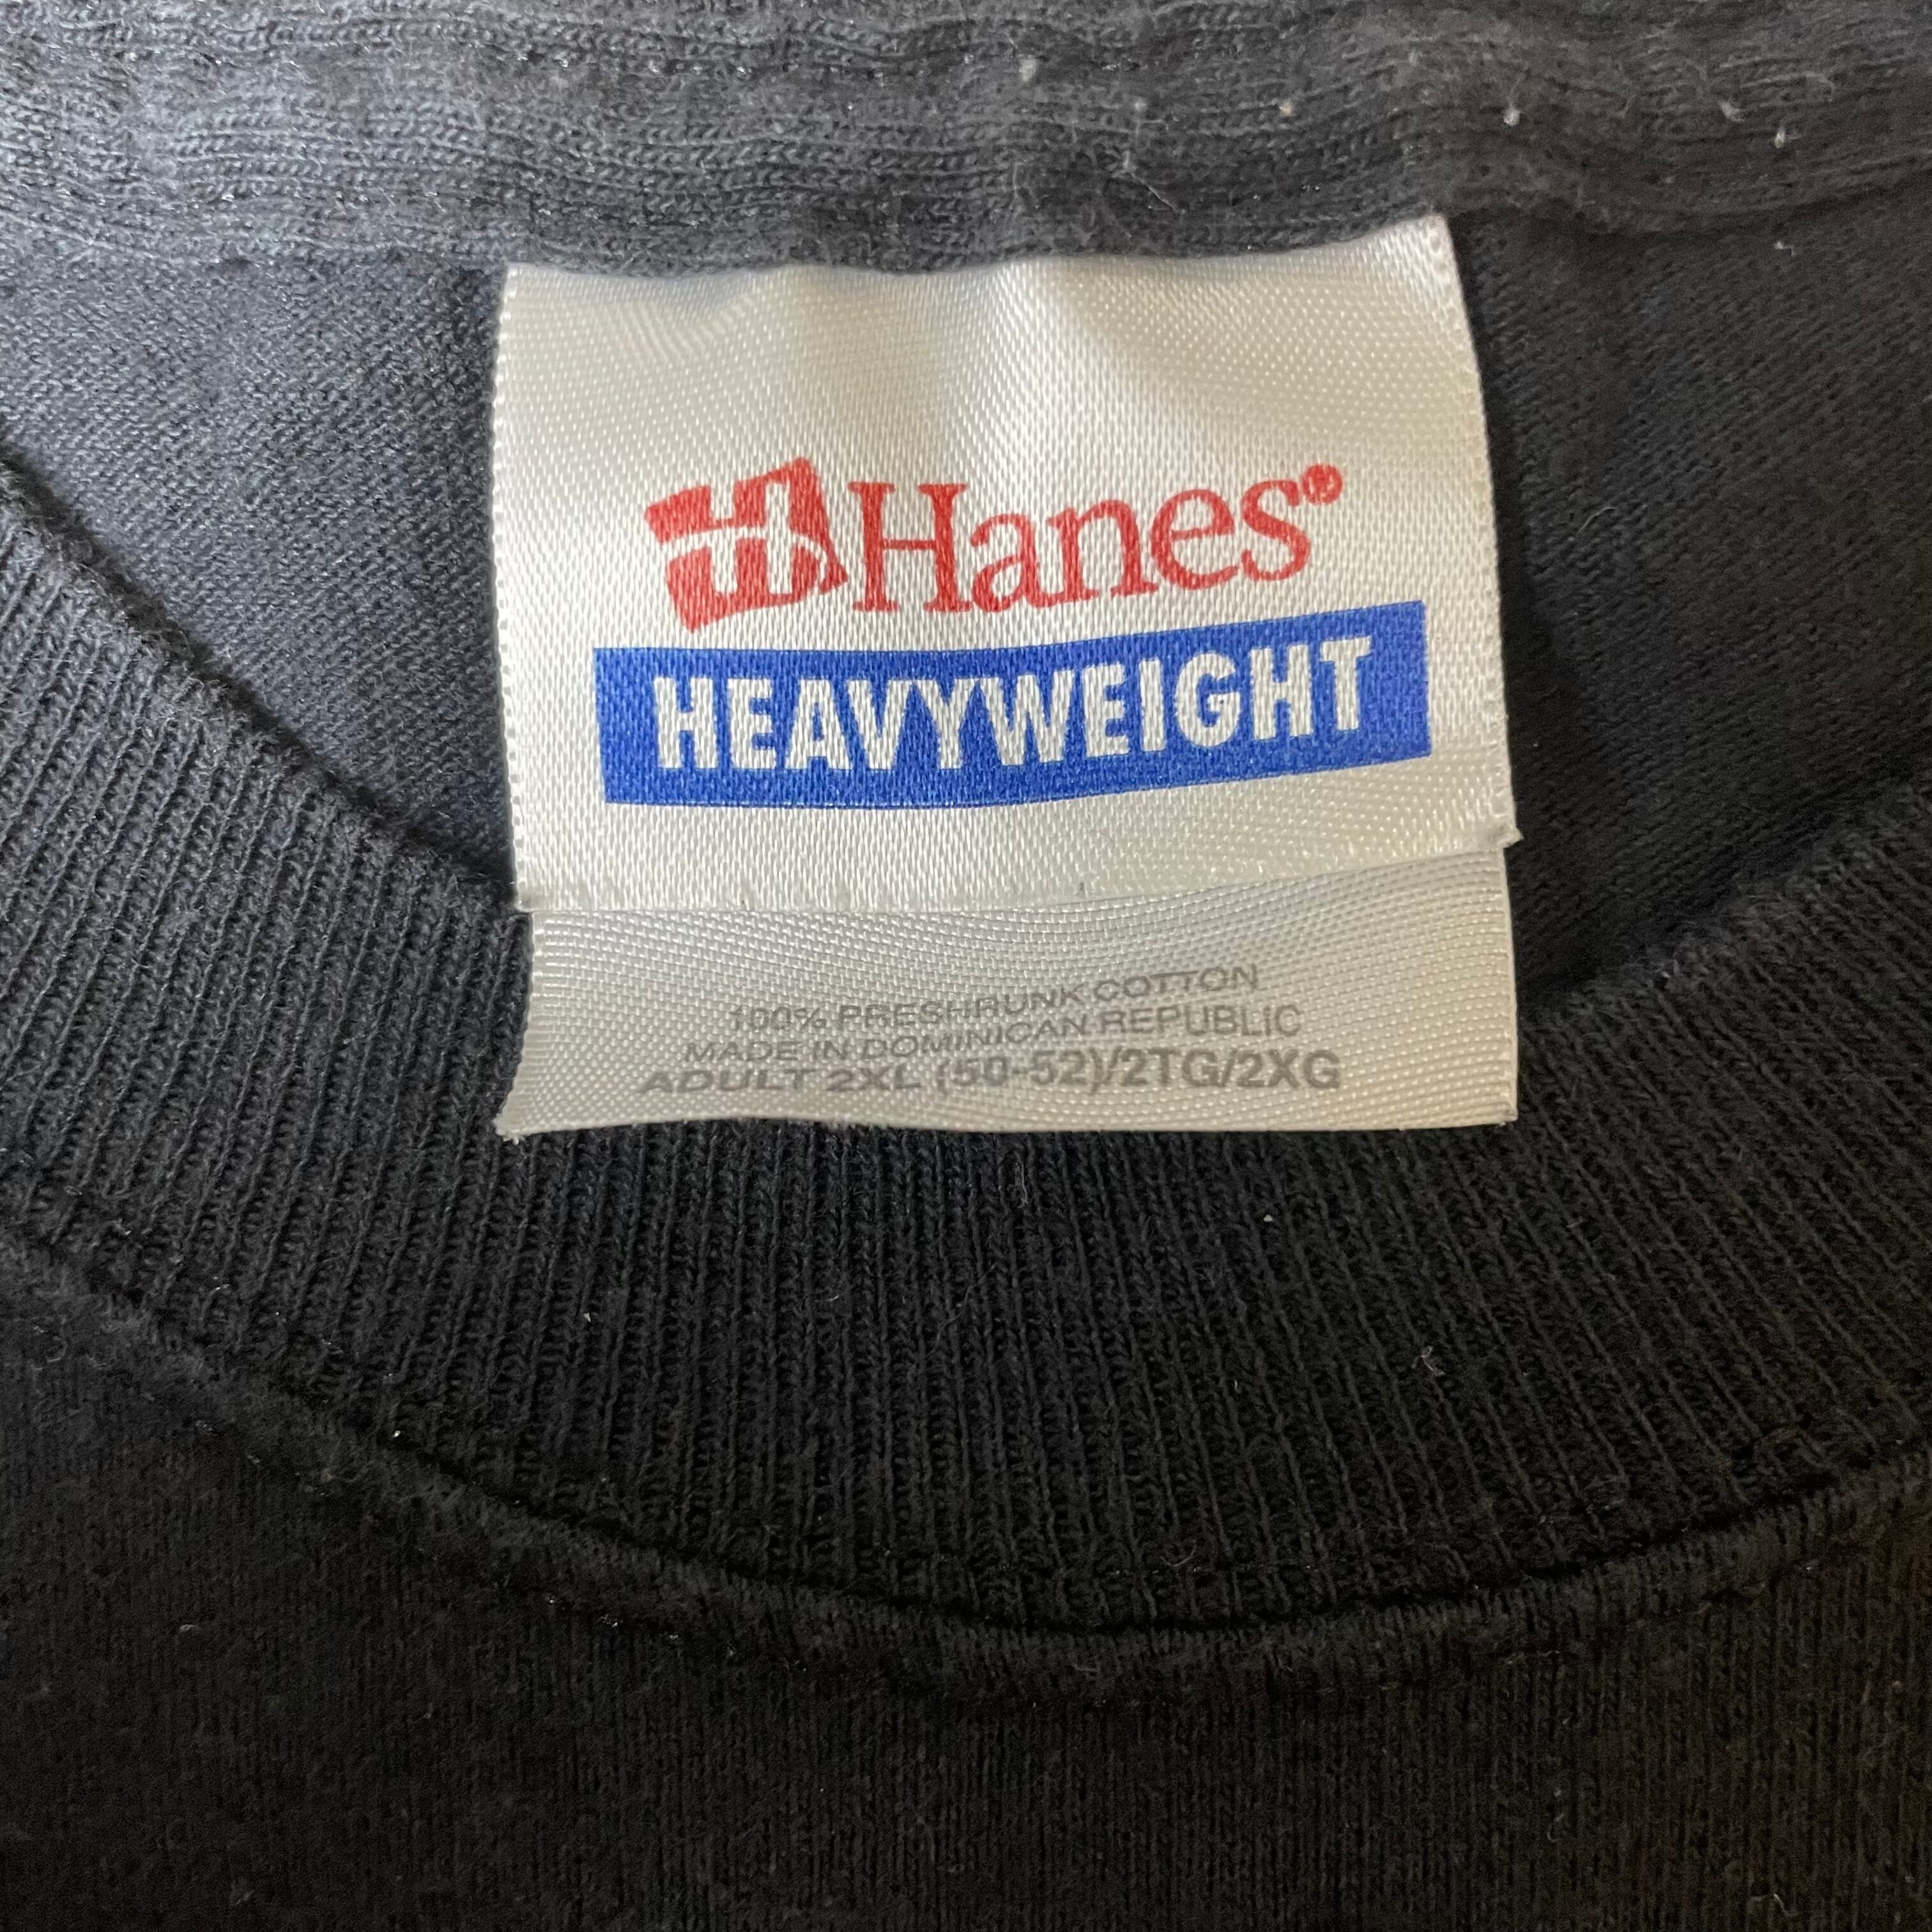 H Hanes®
HEAVYWEIGHT
100% PRESHRUNK COTTON
MADE IN DOMINICAN REPUBLIC
ADULT 2XL (50-52)/2TG/2XG